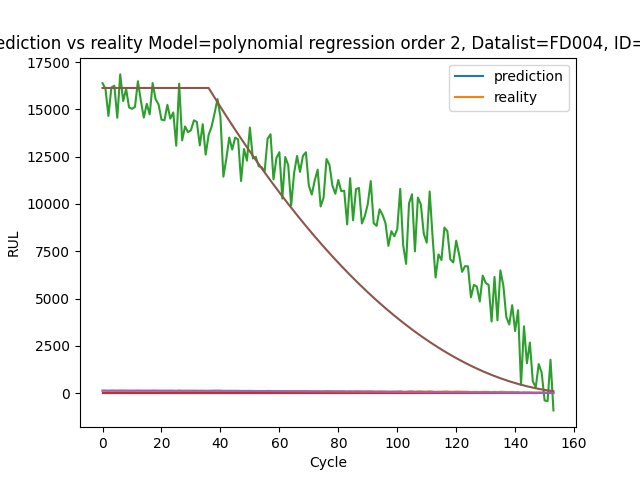 ediction vs reality Model=polynomial regression order 2, Datalist=FD004, ID=
prediction
reality
RUL
17500
15000
12500
10000
7500
5000
2500
0
0 20 40 60 80 100 120 140 160
Cycle